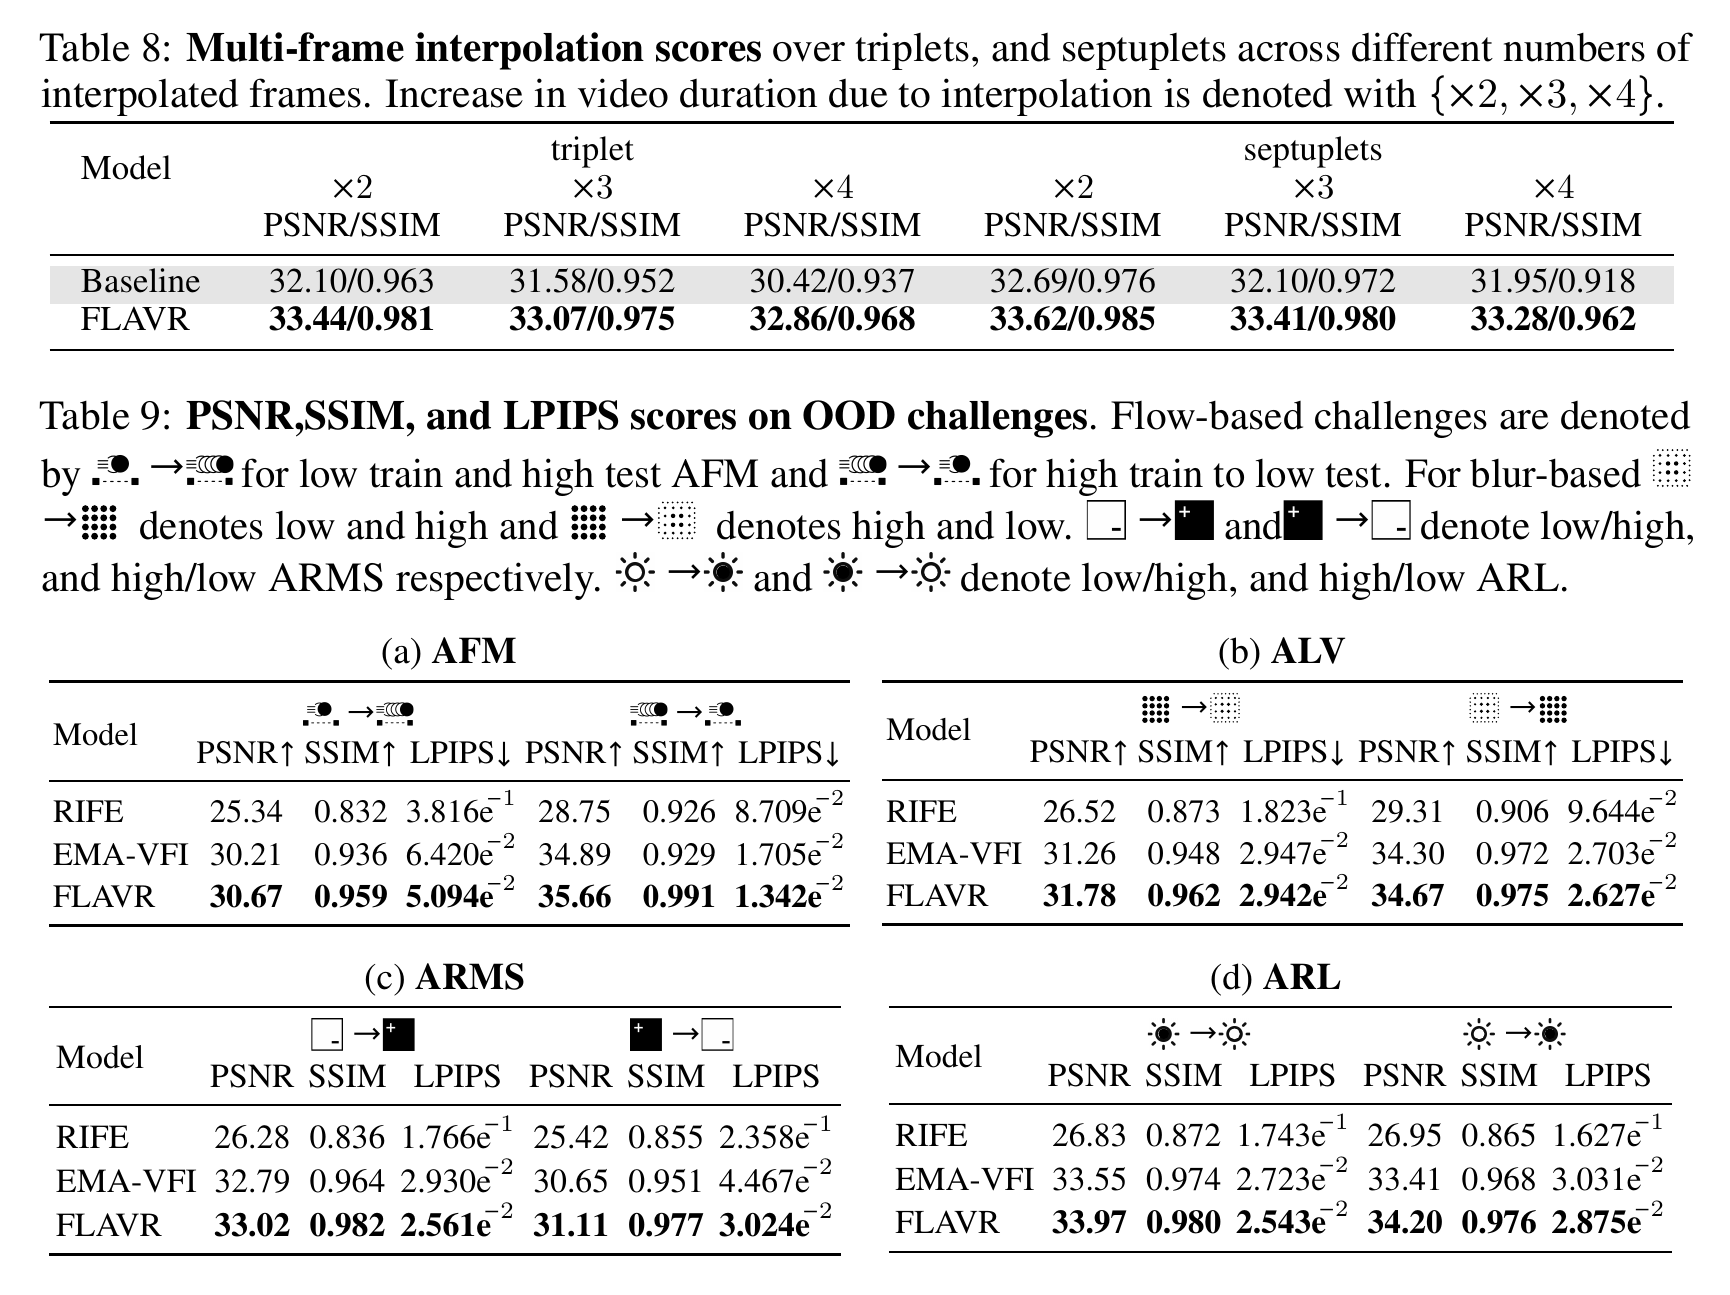 Table 8: Multi-frame interpolation scores over triplets, and septuplets across different numbers of
interpolated frames. Increase in video duration due to interpolation is denoted with {×2, ×3, ×4}.
Model triplet septuplets
×2 ×3 ×4 ×2 ×3 ×4
PSNR/SSIM PSNR/SSIM PSNR/SSIM PSNR/SSIM PSNR/SSIM PSNR/SSIM
Baseline 32.10/0.963 31.58/0.952 30.42/0.937 32.69/0.976 32.10/0.972 31.95/0.918
FLAVR 33.44/0.981 33.07/0.975 32.86/0.968 33.62/0.985 33.41/0.980 33.28/0.962
Table 9: PSNR,SSIM, and LPIPS scores on OOD challenges. Flow-based challenges are denoted
by → for low train and high test AFM and → for high train to low test. For blur-based
→ denotes low and high and → denotes high and low. → and → denote low/high,
and high/low ARMS respectively. → and → denote low/high, and high/low ARL.
(a) AFM
Model → →
PSNR↑ SSIM↑ LPIPS↓ PSNR↑ SSIM↑ LPIPS↓
RIFE 25.34 0.832 3.816e⁻¹ 28.75 0.926 8.709e⁻²
EMA-VFI 30.21 0.936 6.420e⁻² 34.89 0.929 1.705e⁻²
FLAVR 30.67 0.959 5.094e⁻² 35.66 0.991 1.342e⁻²
(b) ALV
Model → →
PSNR↑ SSIM↑ LPIPS↓ PSNR↑ SSIM↑ LPIPS↓
RIFE 26.52 0.873 1.823e⁻¹ 29.31 0.906 9.644e⁻²
EMA-VFI 31.26 0.948 2.947e⁻² 34.30 0.972 2.703e⁻²
FLAVR 31.78 0.962 2.942e⁻² 34.67 0.975 2.627e⁻²
(c) ARMS
Model → →
PSNR SSIM LPIPS PSNR SSIM LPIPS
RIFE 26.28 0.836 1.766e⁻¹ 25.42 0.855 2.358e⁻¹
EMA-VFI 32.79 0.964 2.930e⁻² 30.65 0.951 4.467e⁻²
FLAVR 33.02 0.982 2.561e⁻² 31.11 0.977 3.024e⁻²
(d) ARL
Model → →
PSNR SSIM LPIPS PSNR SSIM LPIPS
RIFE 26.83 0.872 1.743e⁻¹ 26.95 0.865 1.627e⁻¹
EMA-VFI 33.55 0.974 2.723e⁻² 33.41 0.968 3.031e⁻²
FLAVR 33.97 0.980 2.543e⁻² 34.20 0.976 2.875e⁻²